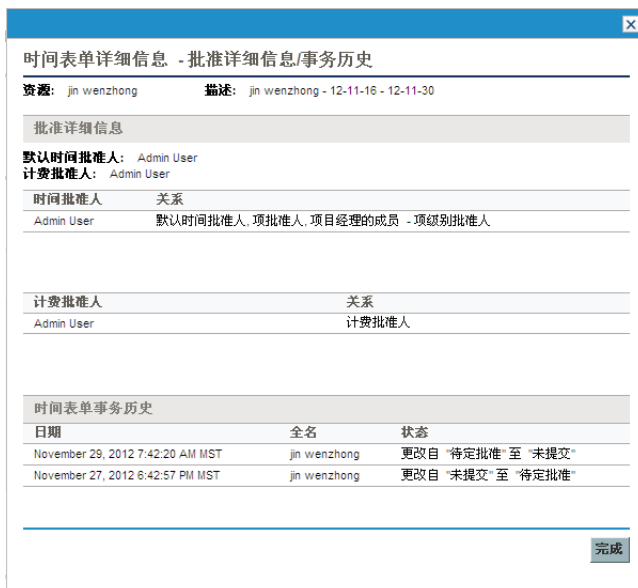 时间表单详细信息 - 批准详细信息/事务历史
资源: jin wenzhong 描述: jin wenzhong - 12-11-16 - 12-11-30
批准详细信息
默认时间批准人: Admin User
计费批准人: Admin User
时间批准人 关系
Admin User 默认时间批准人, 项批准人, 项目经理的成员 - 项级别批准人
计费批准人 关系
Admin User 计费批准人
时间表单事务历史
日期 全名 状态
November 29, 2012 7:42:20 AM MST jin wenzhong 更改自 "待定批准" 至 "未提交"
November 27, 2012 6:42:57 PM MST jin wenzhong 更改自 "未提交" 至 "待定批准"
完成